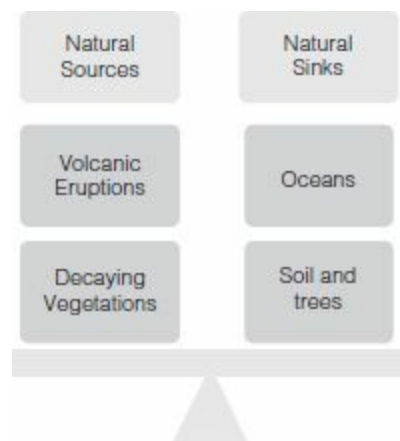 Natural
Sources
Natural
Sinks
Volcanic
Eruptions
Oceans
Decaying
Vegetations
Soil and
trees